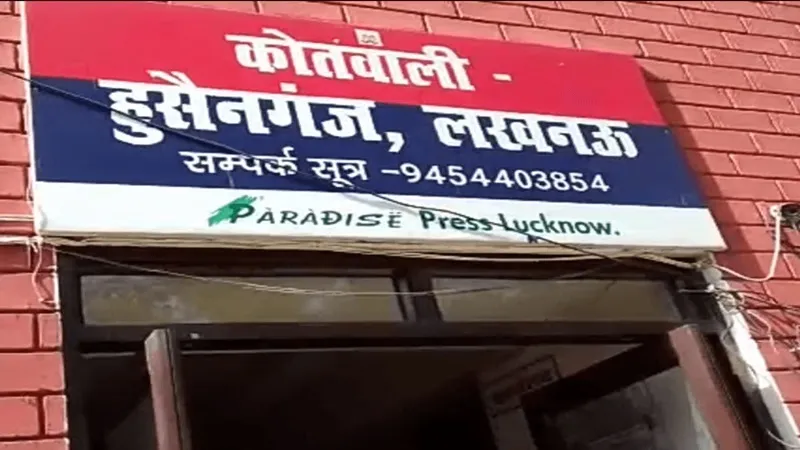 कोतवाली -
हुसैनगंज, लखनऊ
सम्पर्क सूत्र -9454403854
PARADISE Press Lucknow.